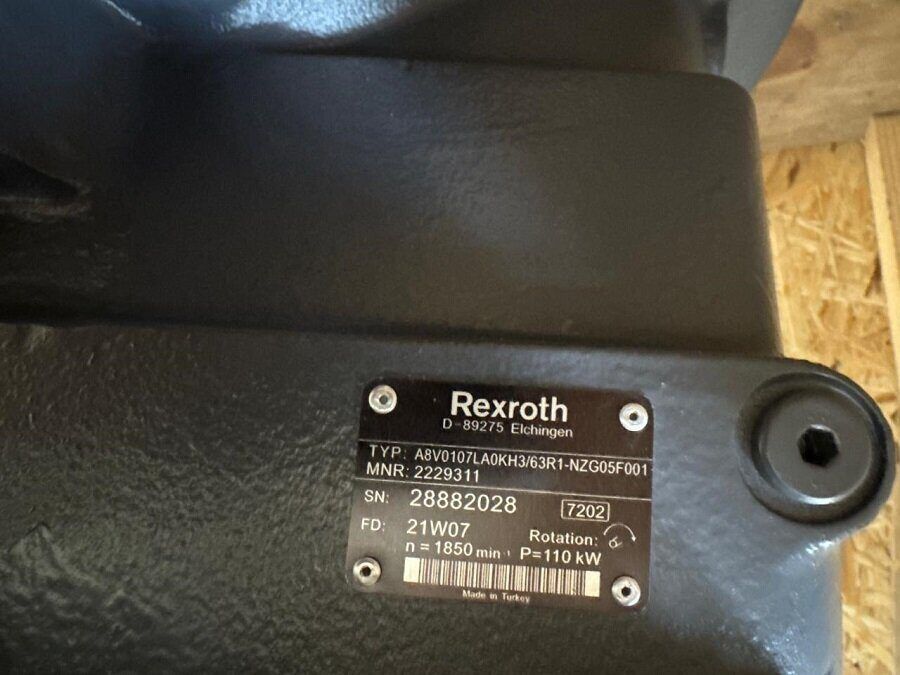 Rexroth
D-89275 Elchingen
TYP: A8V0107LA0KH3/63R1-NZG05F001
MNR: 2229311
SN: 28882028 7202
FD: 21W07 Rotation:
n = 1850 min⁻¹ P=110 kW
Made in Turkey